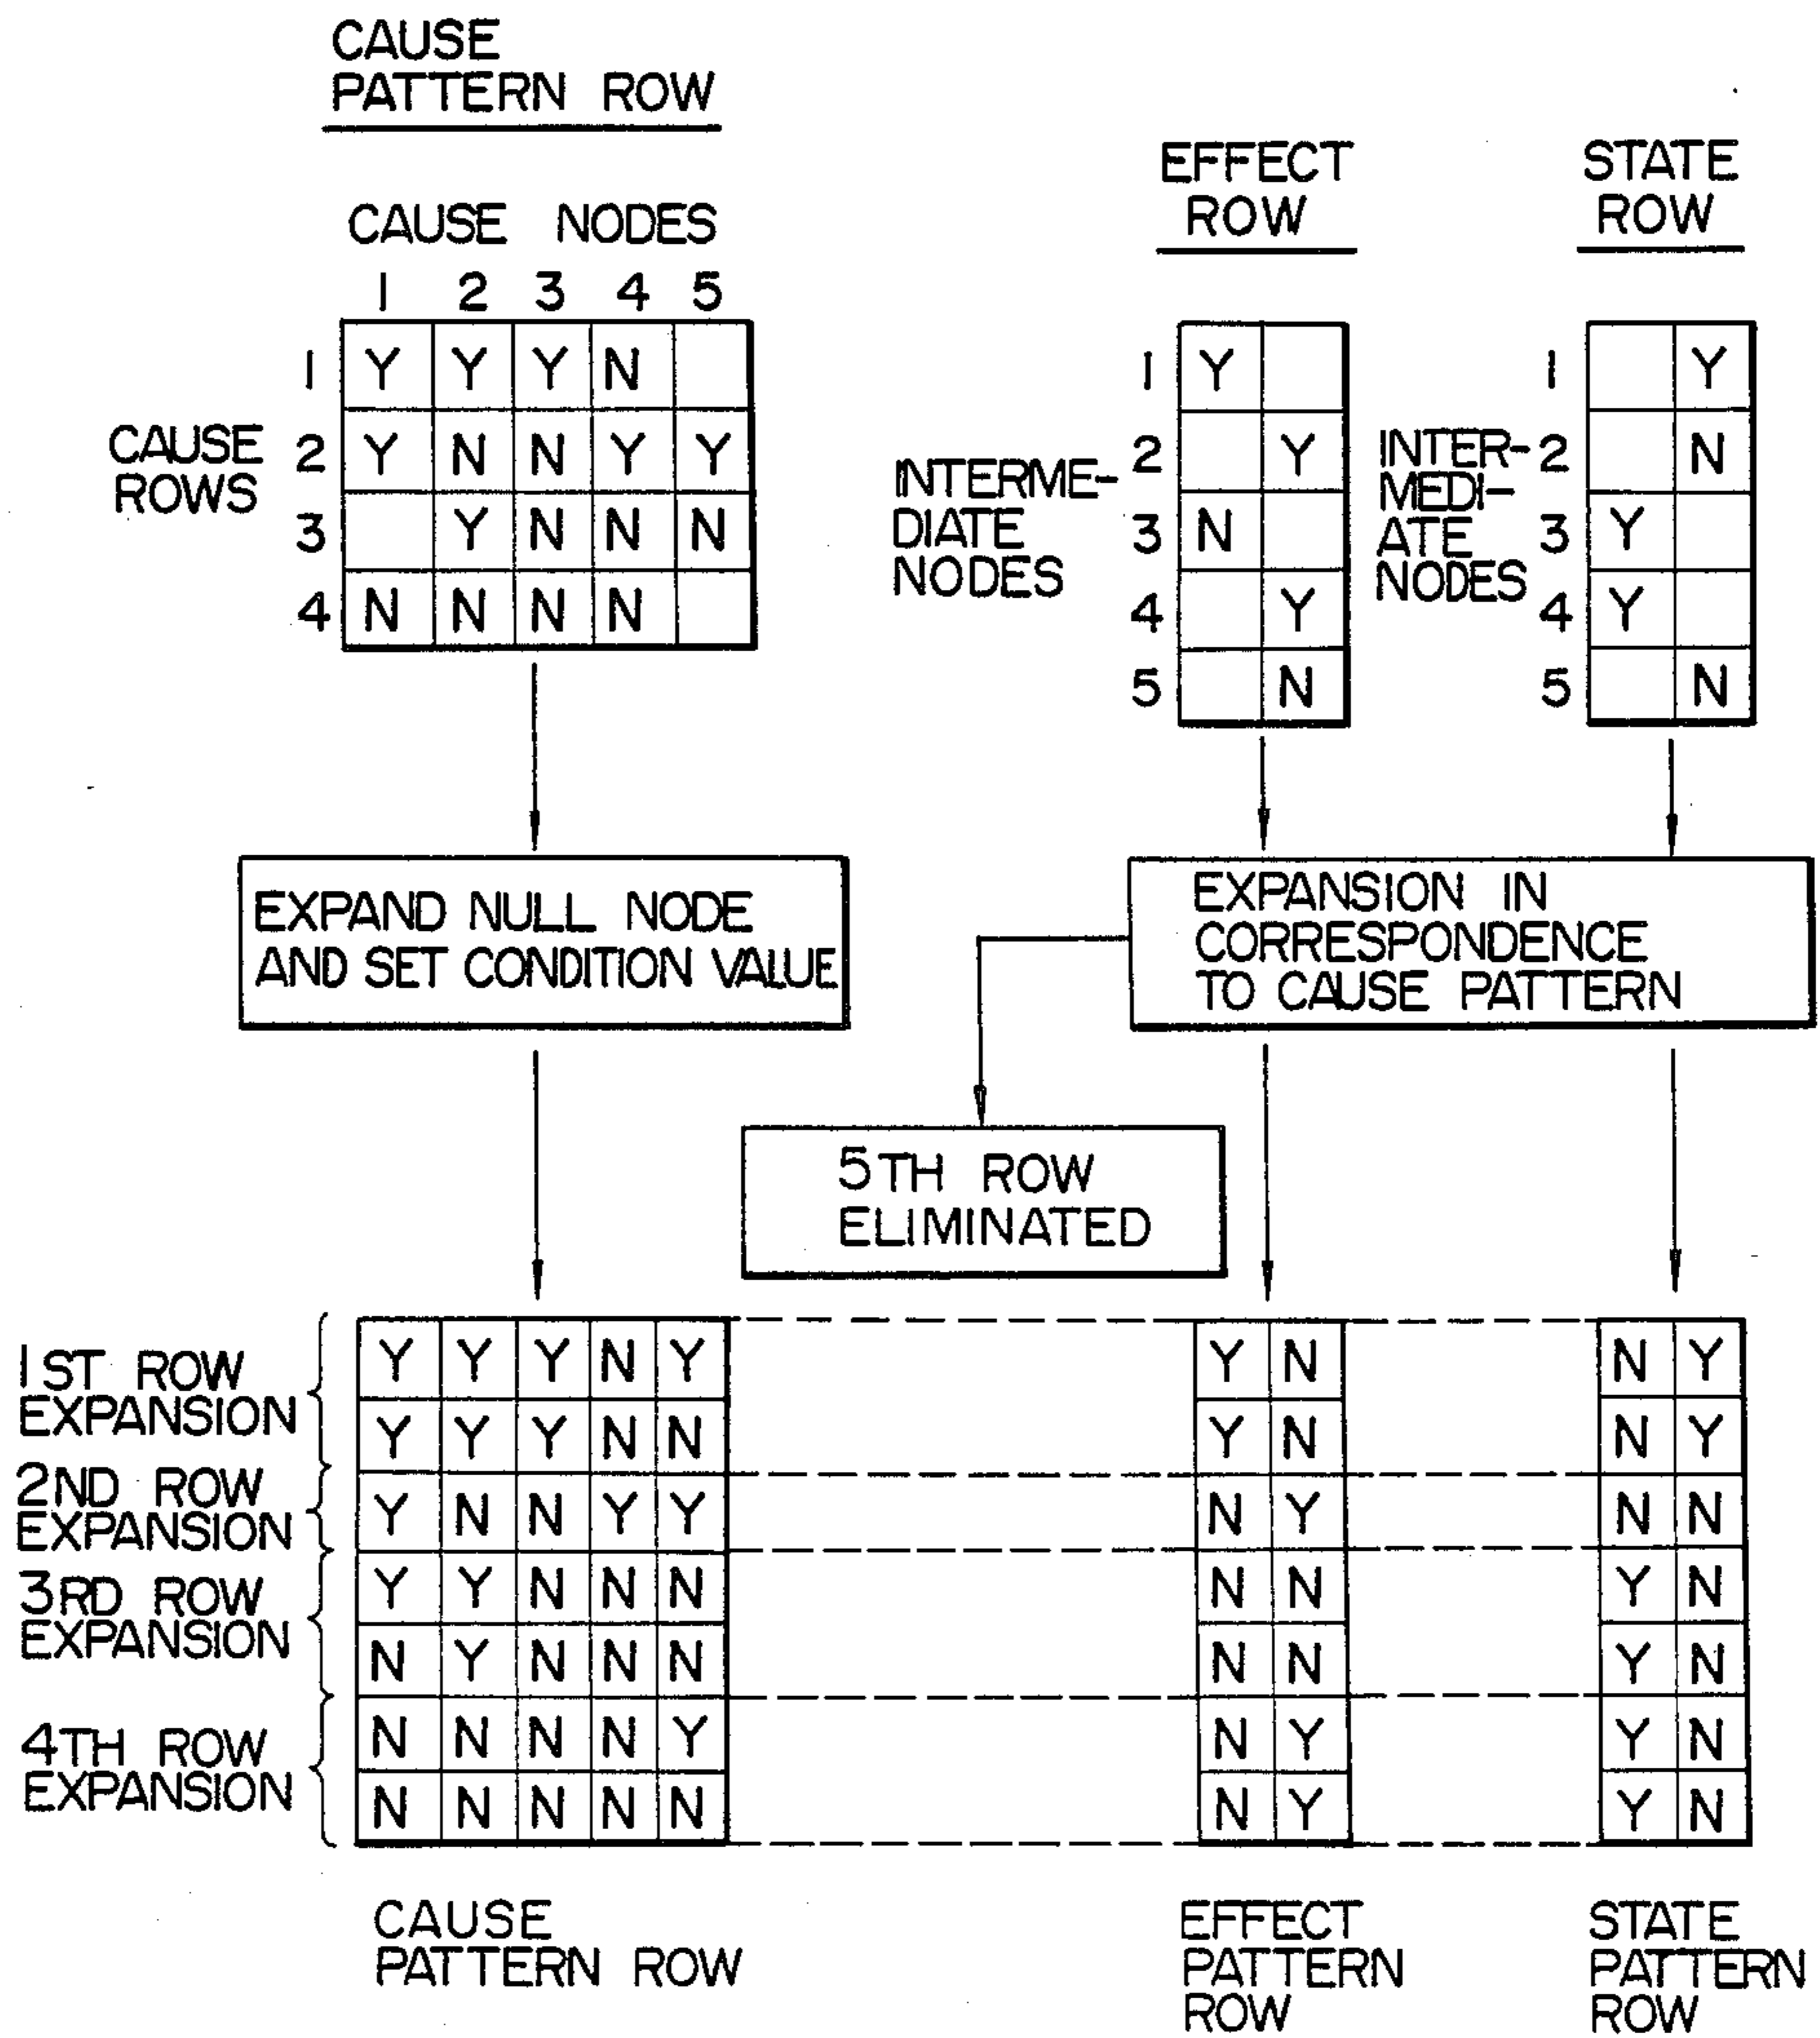 CAUSE
PATTERN ROW
CAUSE NODES
1 2 3 4 5
CAUSE
ROWS
1 Y Y Y N
2 Y N N Y Y
3 Y N N N
4 N N N N
EFFECT
ROW
INTERME-
DIATE
NODES
1 Y
2 Y
3 N
4 Y
5 N
STATE
ROW
INTER-
MEDI-
ATE
NODES
1 Y
2 N
3 Y
4 Y
5 N
EXPAND NULL NODE
AND SET CONDITION VALUE
EXPANSION IN
CORRESPONDENCE
TO CAUSE PATTERN
5TH ROW
ELIMINATED
1ST ROW
EXPANSION
2ND ROW
EXPANSION
3RD ROW
EXPANSION
4TH ROW
EXPANSION
Y Y Y N Y
Y Y Y N N
Y N N Y Y
Y Y N N N
N Y N N N
N N N N Y
N N N N N
CAUSE
PATTERN ROW
Y N
Y N
N Y
N N
N N
N Y
N Y
EFFECT
PATTERN
ROW
N Y
N Y
N N
Y N
Y N
Y N
Y N
STATE
PATTERN
ROW